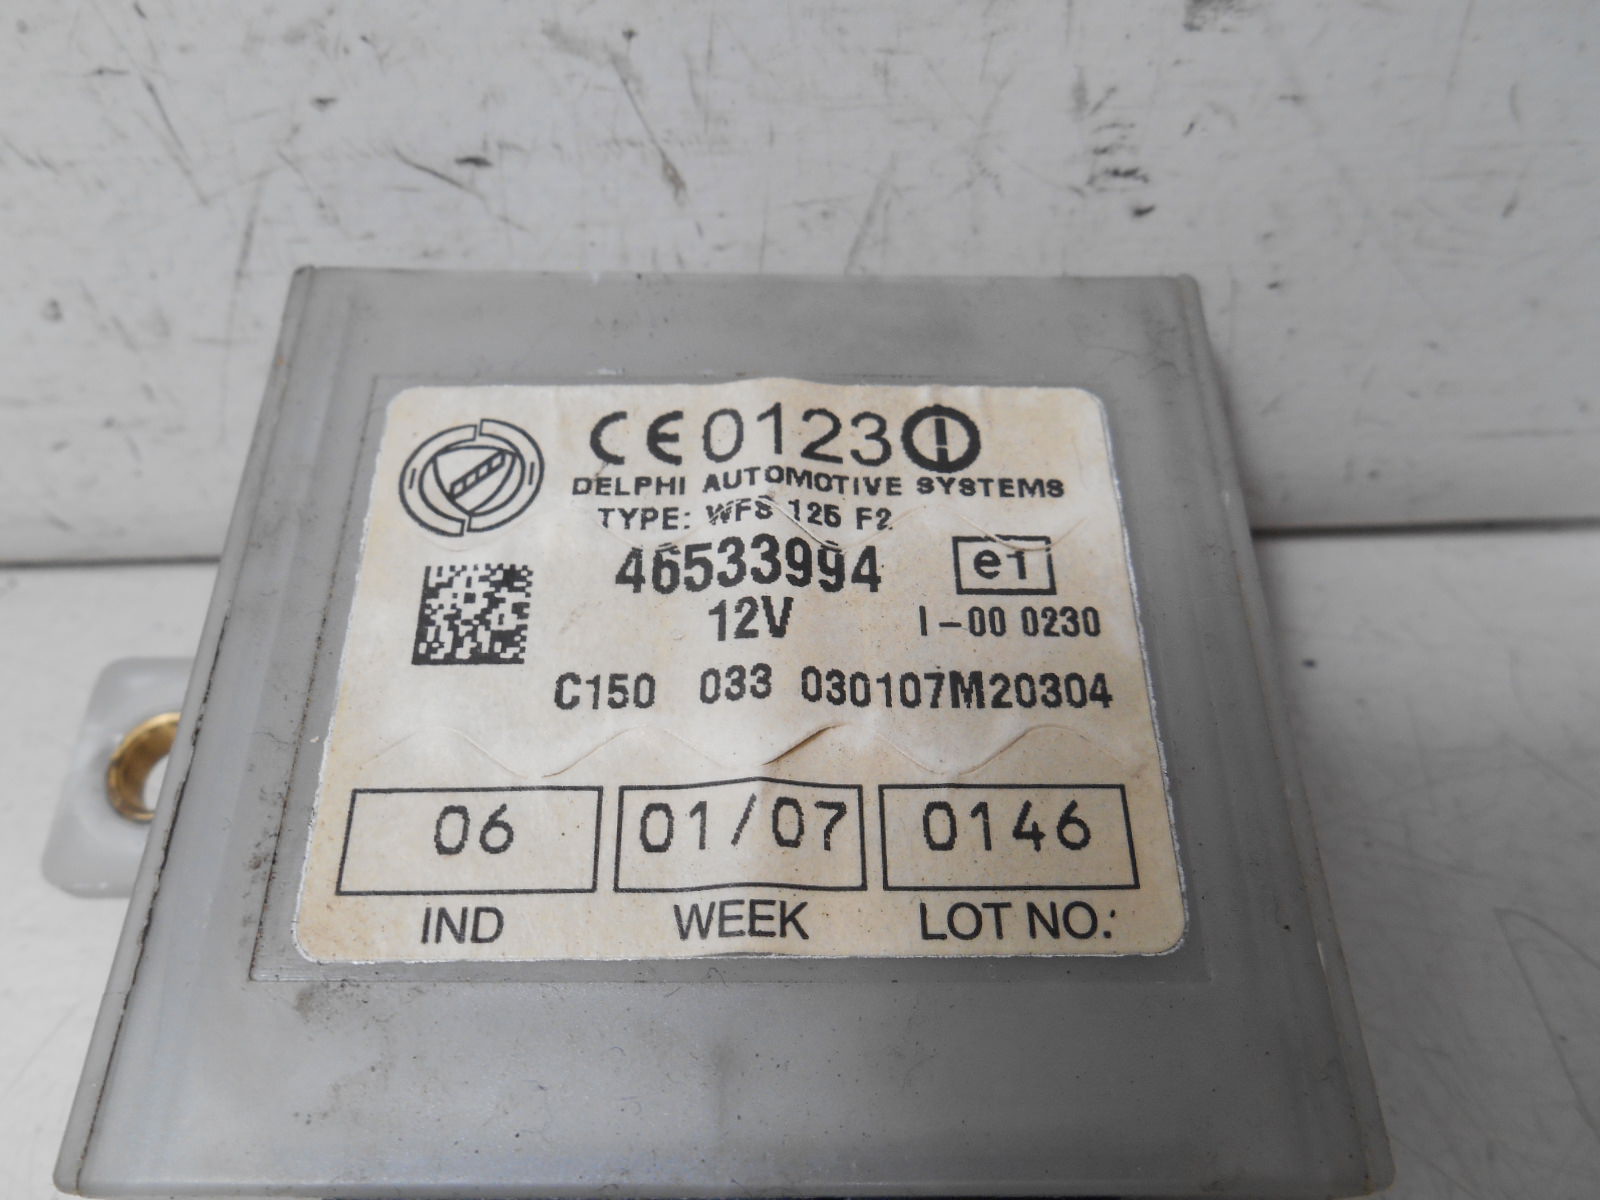 CE0123
DELPHI AUTOMOTIVE SYSTEMS
TYPE: WFS 125 F2
46533994
e1
12V
I-00 0230
C150 033 030107M20304
06 01/07 0146
IND WEEK LOT NO.: